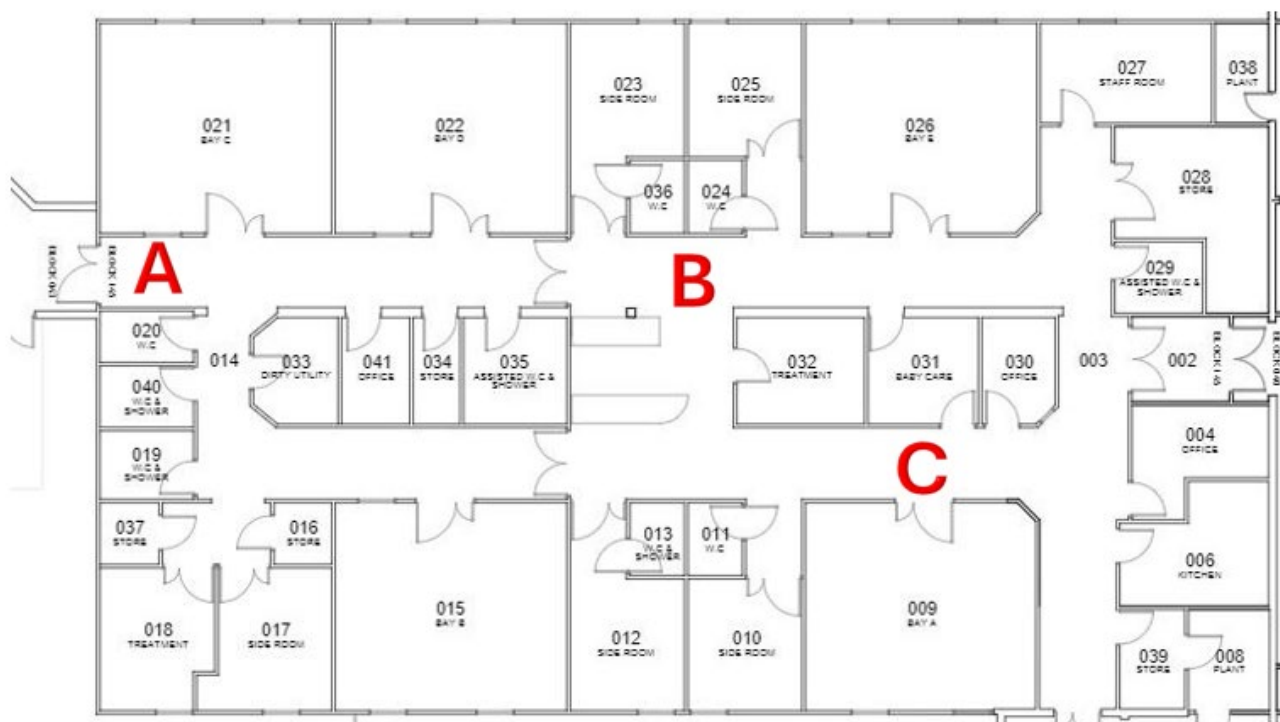 021
BAY C
022
BAY D
023
SIDE ROOM
025
SIDE ROOM
026
BAY E
027
STAFF ROOM
038
PLANT
036
W.C
024
W.C
028
STORE
029
ASSISTED W.C &
SHOWER
A
B
020
W.C
014
033
DIRTY UTILITY
041
OFFICE
034
STORE
035
ASSISTED W.C &
SHOWER
032
TREATMENT
031
BABY CARE
030
OFFICE
003
002
040
W.C &
SHOWER
019
W.C &
SHOWER
C
004
OFFICE
037
STORE
016
STORE
013
W.C &
SHOWER
011
W.C
006
KITCHEN
018
TREATMENT
017
SIDE ROOM
015
BAY B
012
SIDE ROOM
010
SIDE ROOM
009
BAY A
039
STORE
008
PLANT